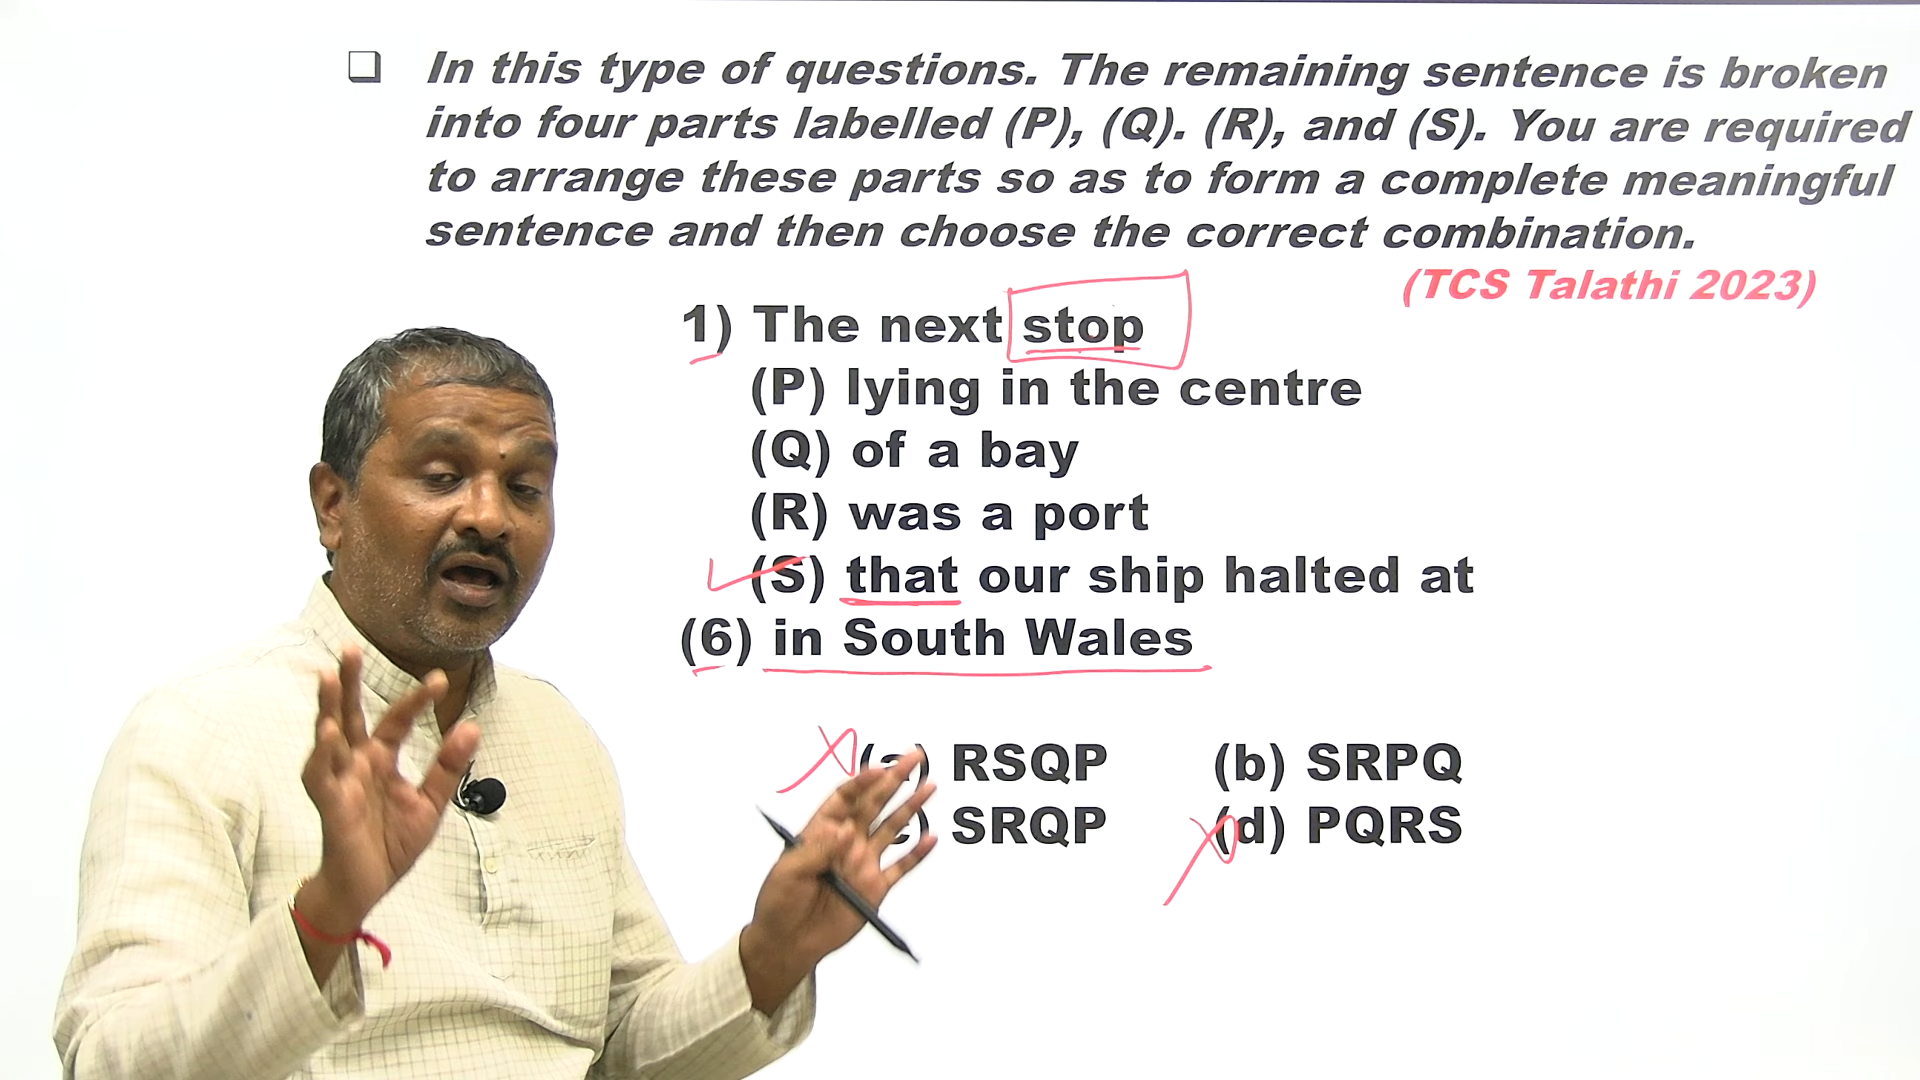 In this type of questions. The remaining sentence is broken
into four parts labelled (P), (Q). (R), and (S). You are required
to arrange these parts so as to form a complete meaningful
sentence and then choose the correct combination.
(TCS Talathi 2023)
1) The next stop
(P) lying in the centre
(Q) of a bay
(R) was a port
(S) that our ship halted at
(6) in South Wales
(a) RSQP (b) SRPQ
SRQP (d) PQRS